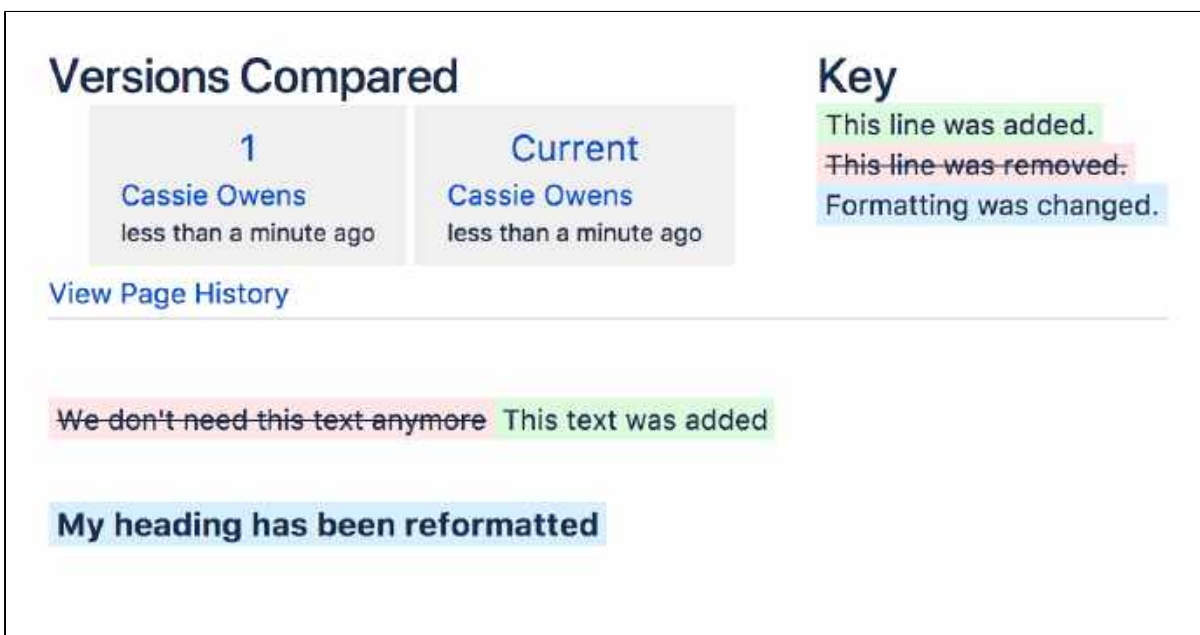 Versions Compared
Key
1
Cassie Owens
less than a minute ago
Current
Cassie Owens
less than a minute ago
This line was added.
This line was removed.
Formatting was changed.
View Page History
We don't need this text anymore This text was added
My heading has been reformatted